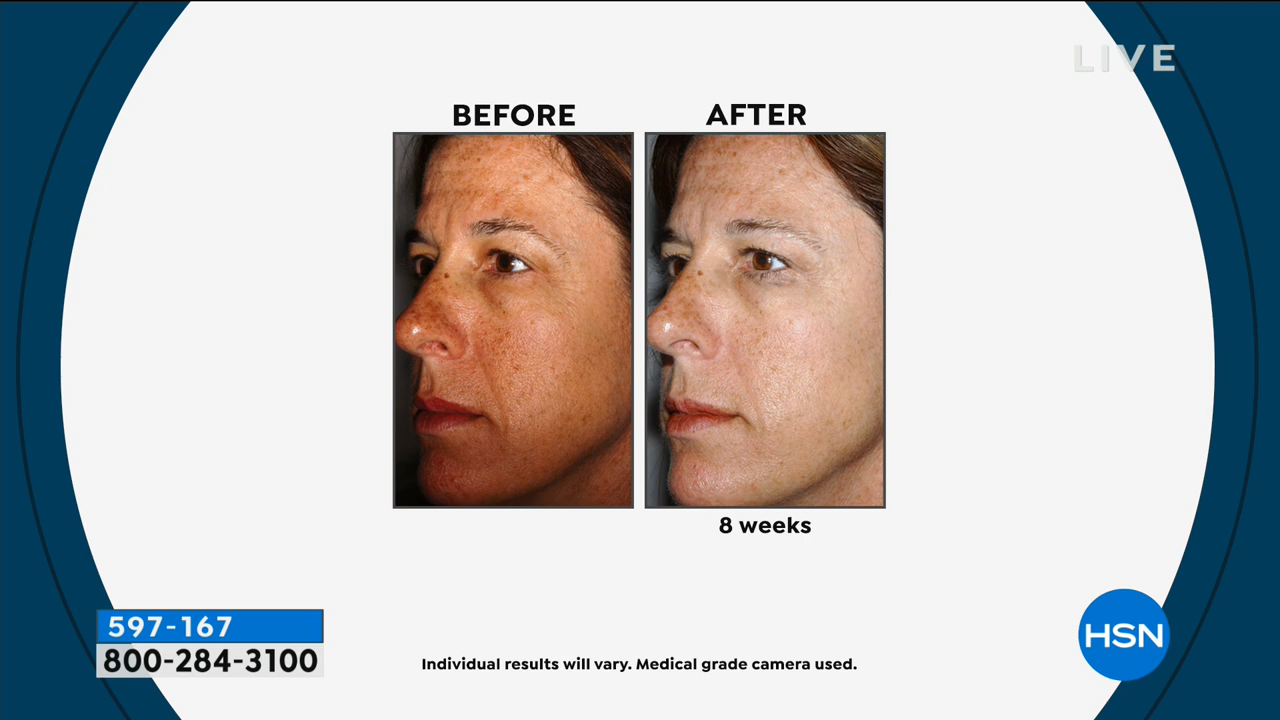 LIVE
BEFORE
AFTER
8 weeks
597-167
800-284-3100
Individual results will vary. Medical grade camera used.
HSN